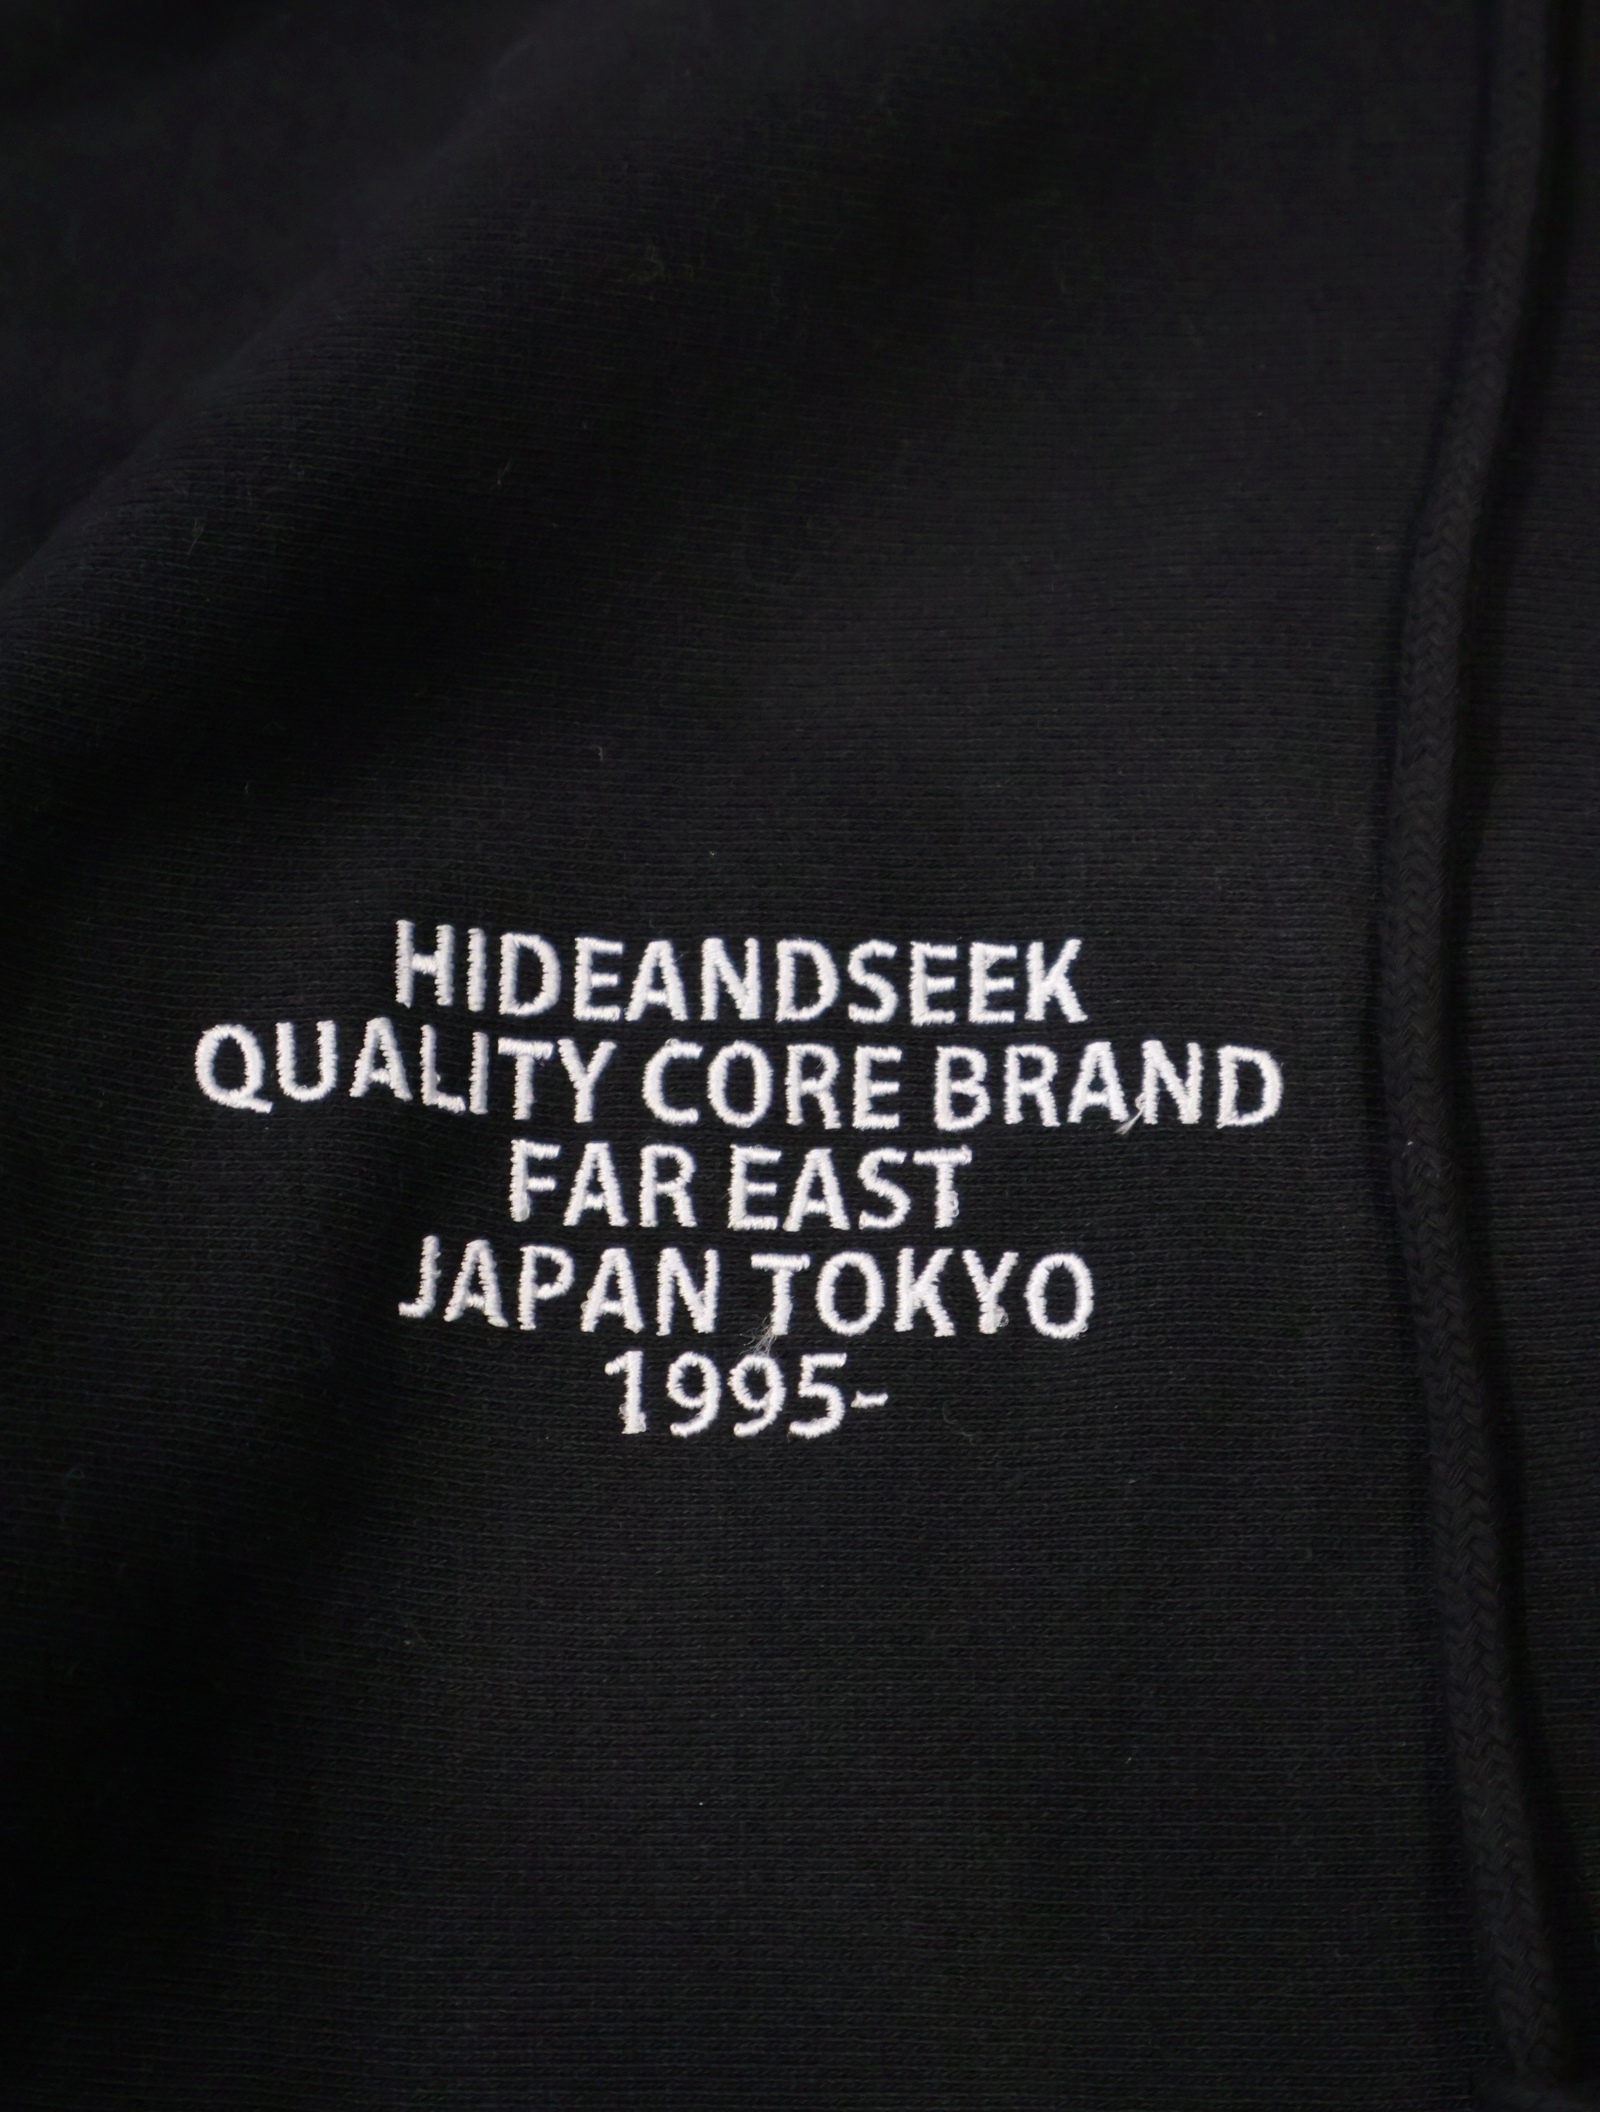 HIDEANDSEEK
QUALITY CORE BRAND
FAR EAST
JAPAN TOKYO
1995-